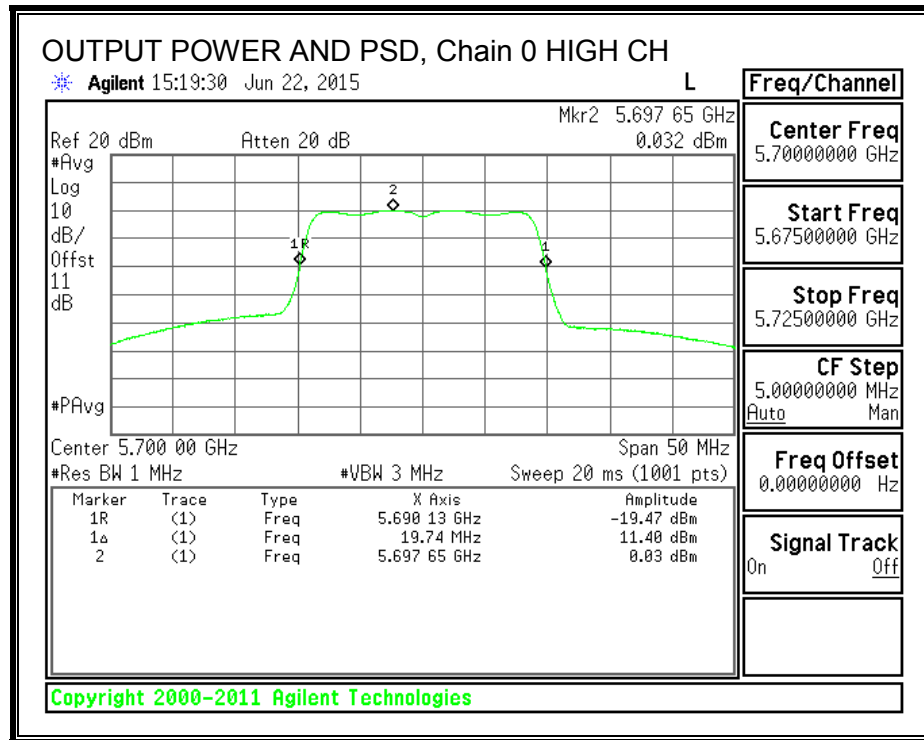 OUTPUT POWER AND PSD, Chain 0 HIGH CH
Agilent 15:19:30 Jun 22, 2015 L
Freq/Channel
Mkr2 5.697 65 GHz
Ref 20 dBm Atten 20 dB 0.032 dBm
#Avg
Log
10
dB/
Offst
11
dB
#PAvg
2
1R
1
Center 5.700 00 GHz Span 50 MHz
#Res BW 1 MHz #VBW 3 MHz Sweep 20 ms (1001 pts)
Marker Trace Type X Axis Amplitude
1R (1) Freq 5.690 13 GHz -19.47 dBm
1Δ (1) Freq 19.74 MHz 11.40 dBm
2 (1) Freq 5.697 65 GHz 0.03 dBm
Center Freq
5.70000000 GHz
Start Freq
5.67500000 GHz
Stop Freq
5.72500000 GHz
CF Step
5.00000000 MHz
Auto Man
Freq Offset
0.00000000 Hz
Signal Track
On Off
Copyright 2000-2011 Agilent Technologies